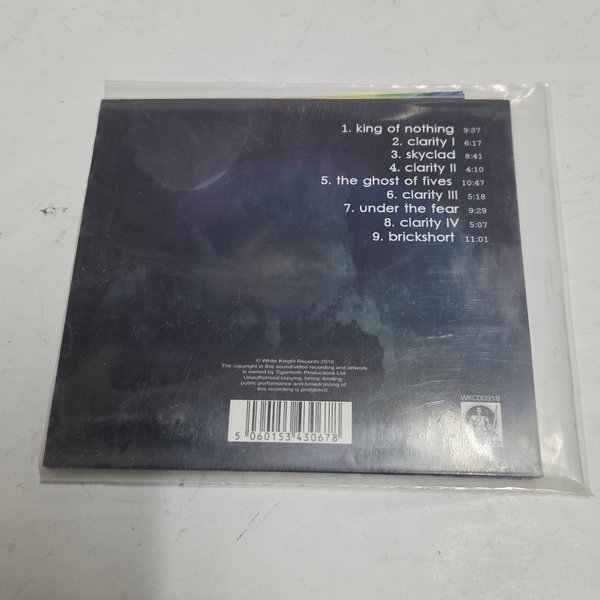 1. king of nothing 9:37
2. clarity I 6:17
3. skyclad 8:41
4. clarity II 4:10
5. the ghost of fives 10:47
6. clarity III 5:18
7. under the fear 9:29
8. clarity IV 5:07
9. brickshort 11:01
© White Knight Records 2018
The copyright in this sound/video recording and artwork
is owned by Tigermoth Productions Ltd.
Unauthorised copying, hiring, lending,
public performance and broadcasting of
this recording is prohibited.
WKCD0918
5 060153 430678